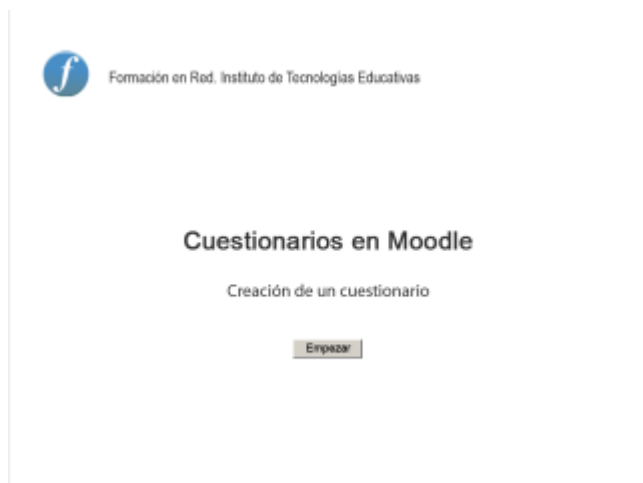 f
Formación en Red. Instituto de Tecnologías Educativas
Cuestionarios en Moodle
Creación de un cuestionario
Empezar